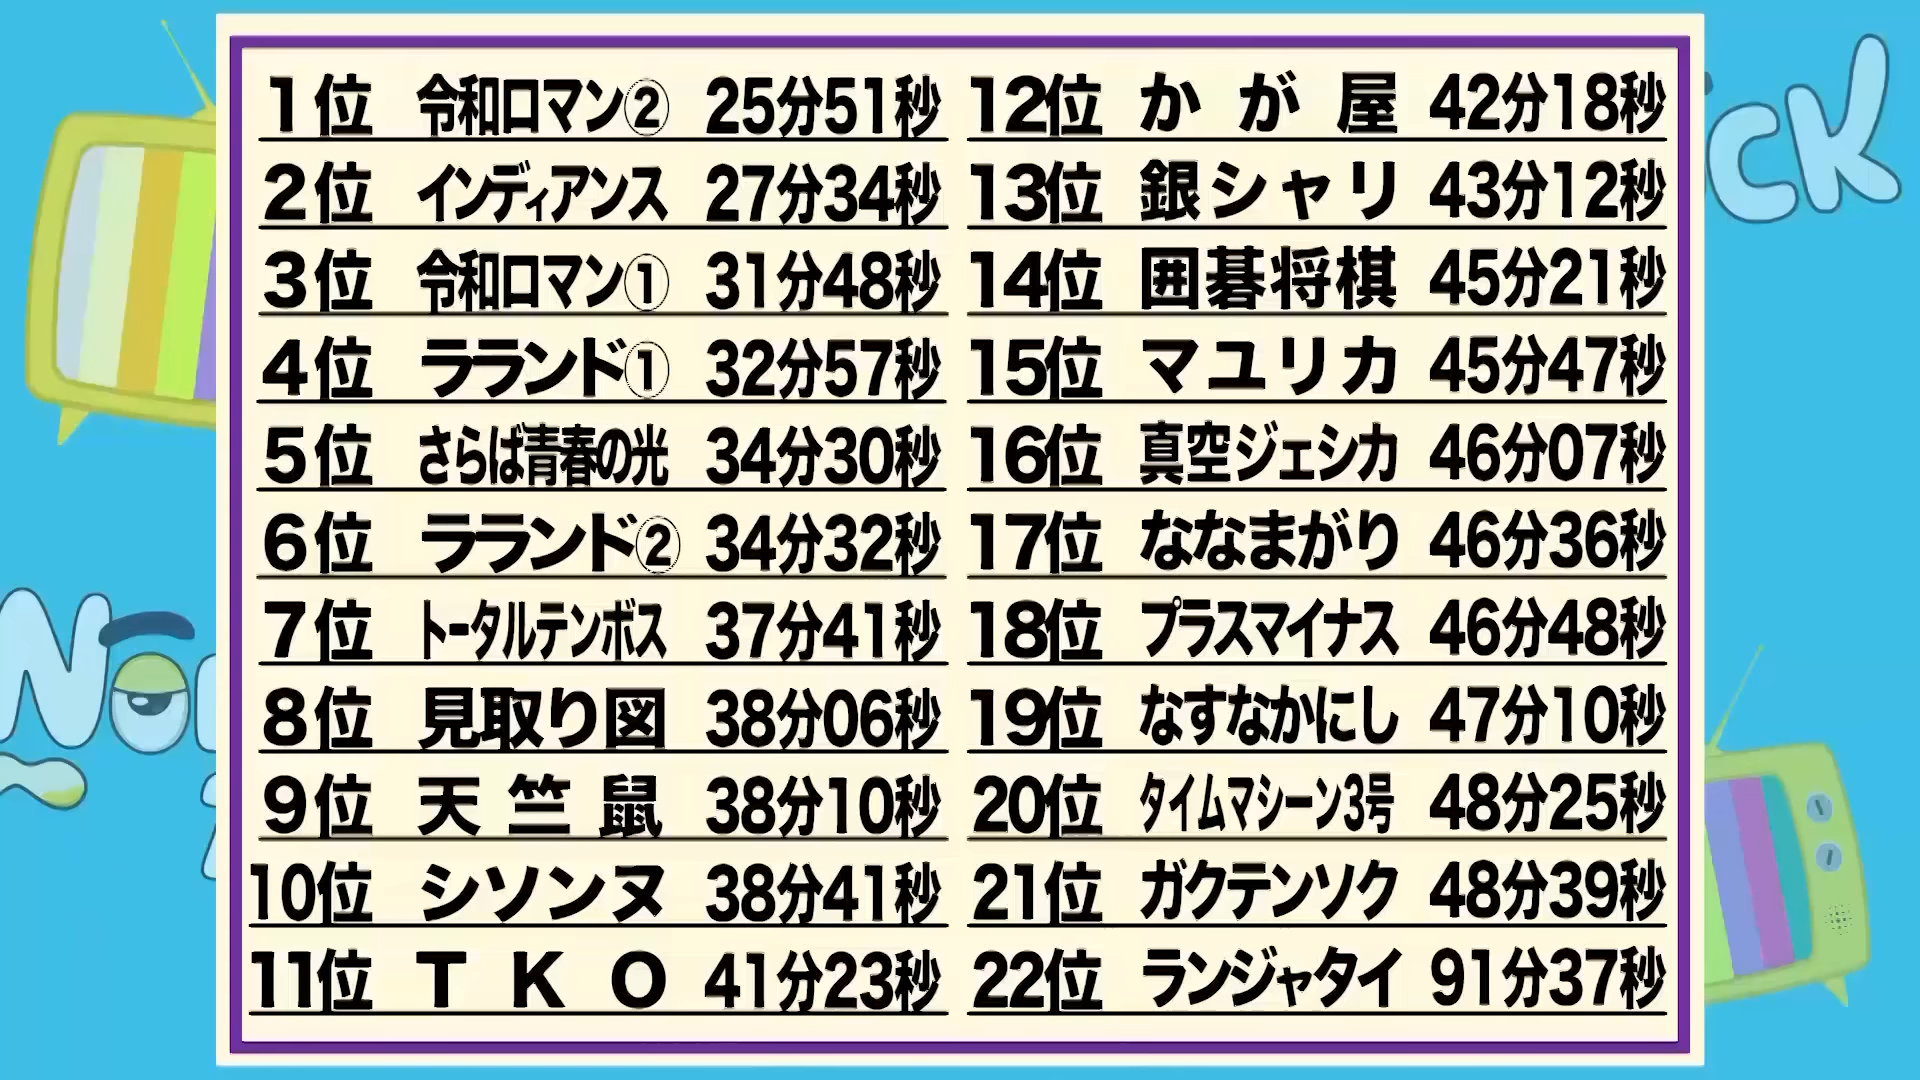 1位 令和ロマン② 25分51秒
2位 インディアンス 27分34秒
3位 令和ロマン① 31分48秒
4位 ラランド① 32分57秒
5位 さらば青春の光 34分30秒
6位 ラランド② 34分32秒
7位 トータルテンボス 37分41秒
8位 見取り図 38分06秒
9位 天竺鼠 38分10秒
10位 シソンヌ 38分41秒
11位 TKO 41分23秒
12位 かが屋 42分18秒
13位 銀シャリ 43分12秒
14位 囲碁将棋 45分21秒
15位 マユリカ 45分47秒
16位 真空ジェシカ 46分07秒
17位 ななまがり 46分36秒
18位 プラスマイナス 46分48秒
19位 なすなかにし 47分10秒
20位 タイムマシーン3号 48分25秒
21位 ガクテンソク 48分39秒
22位 ランジャタイ 91分37秒